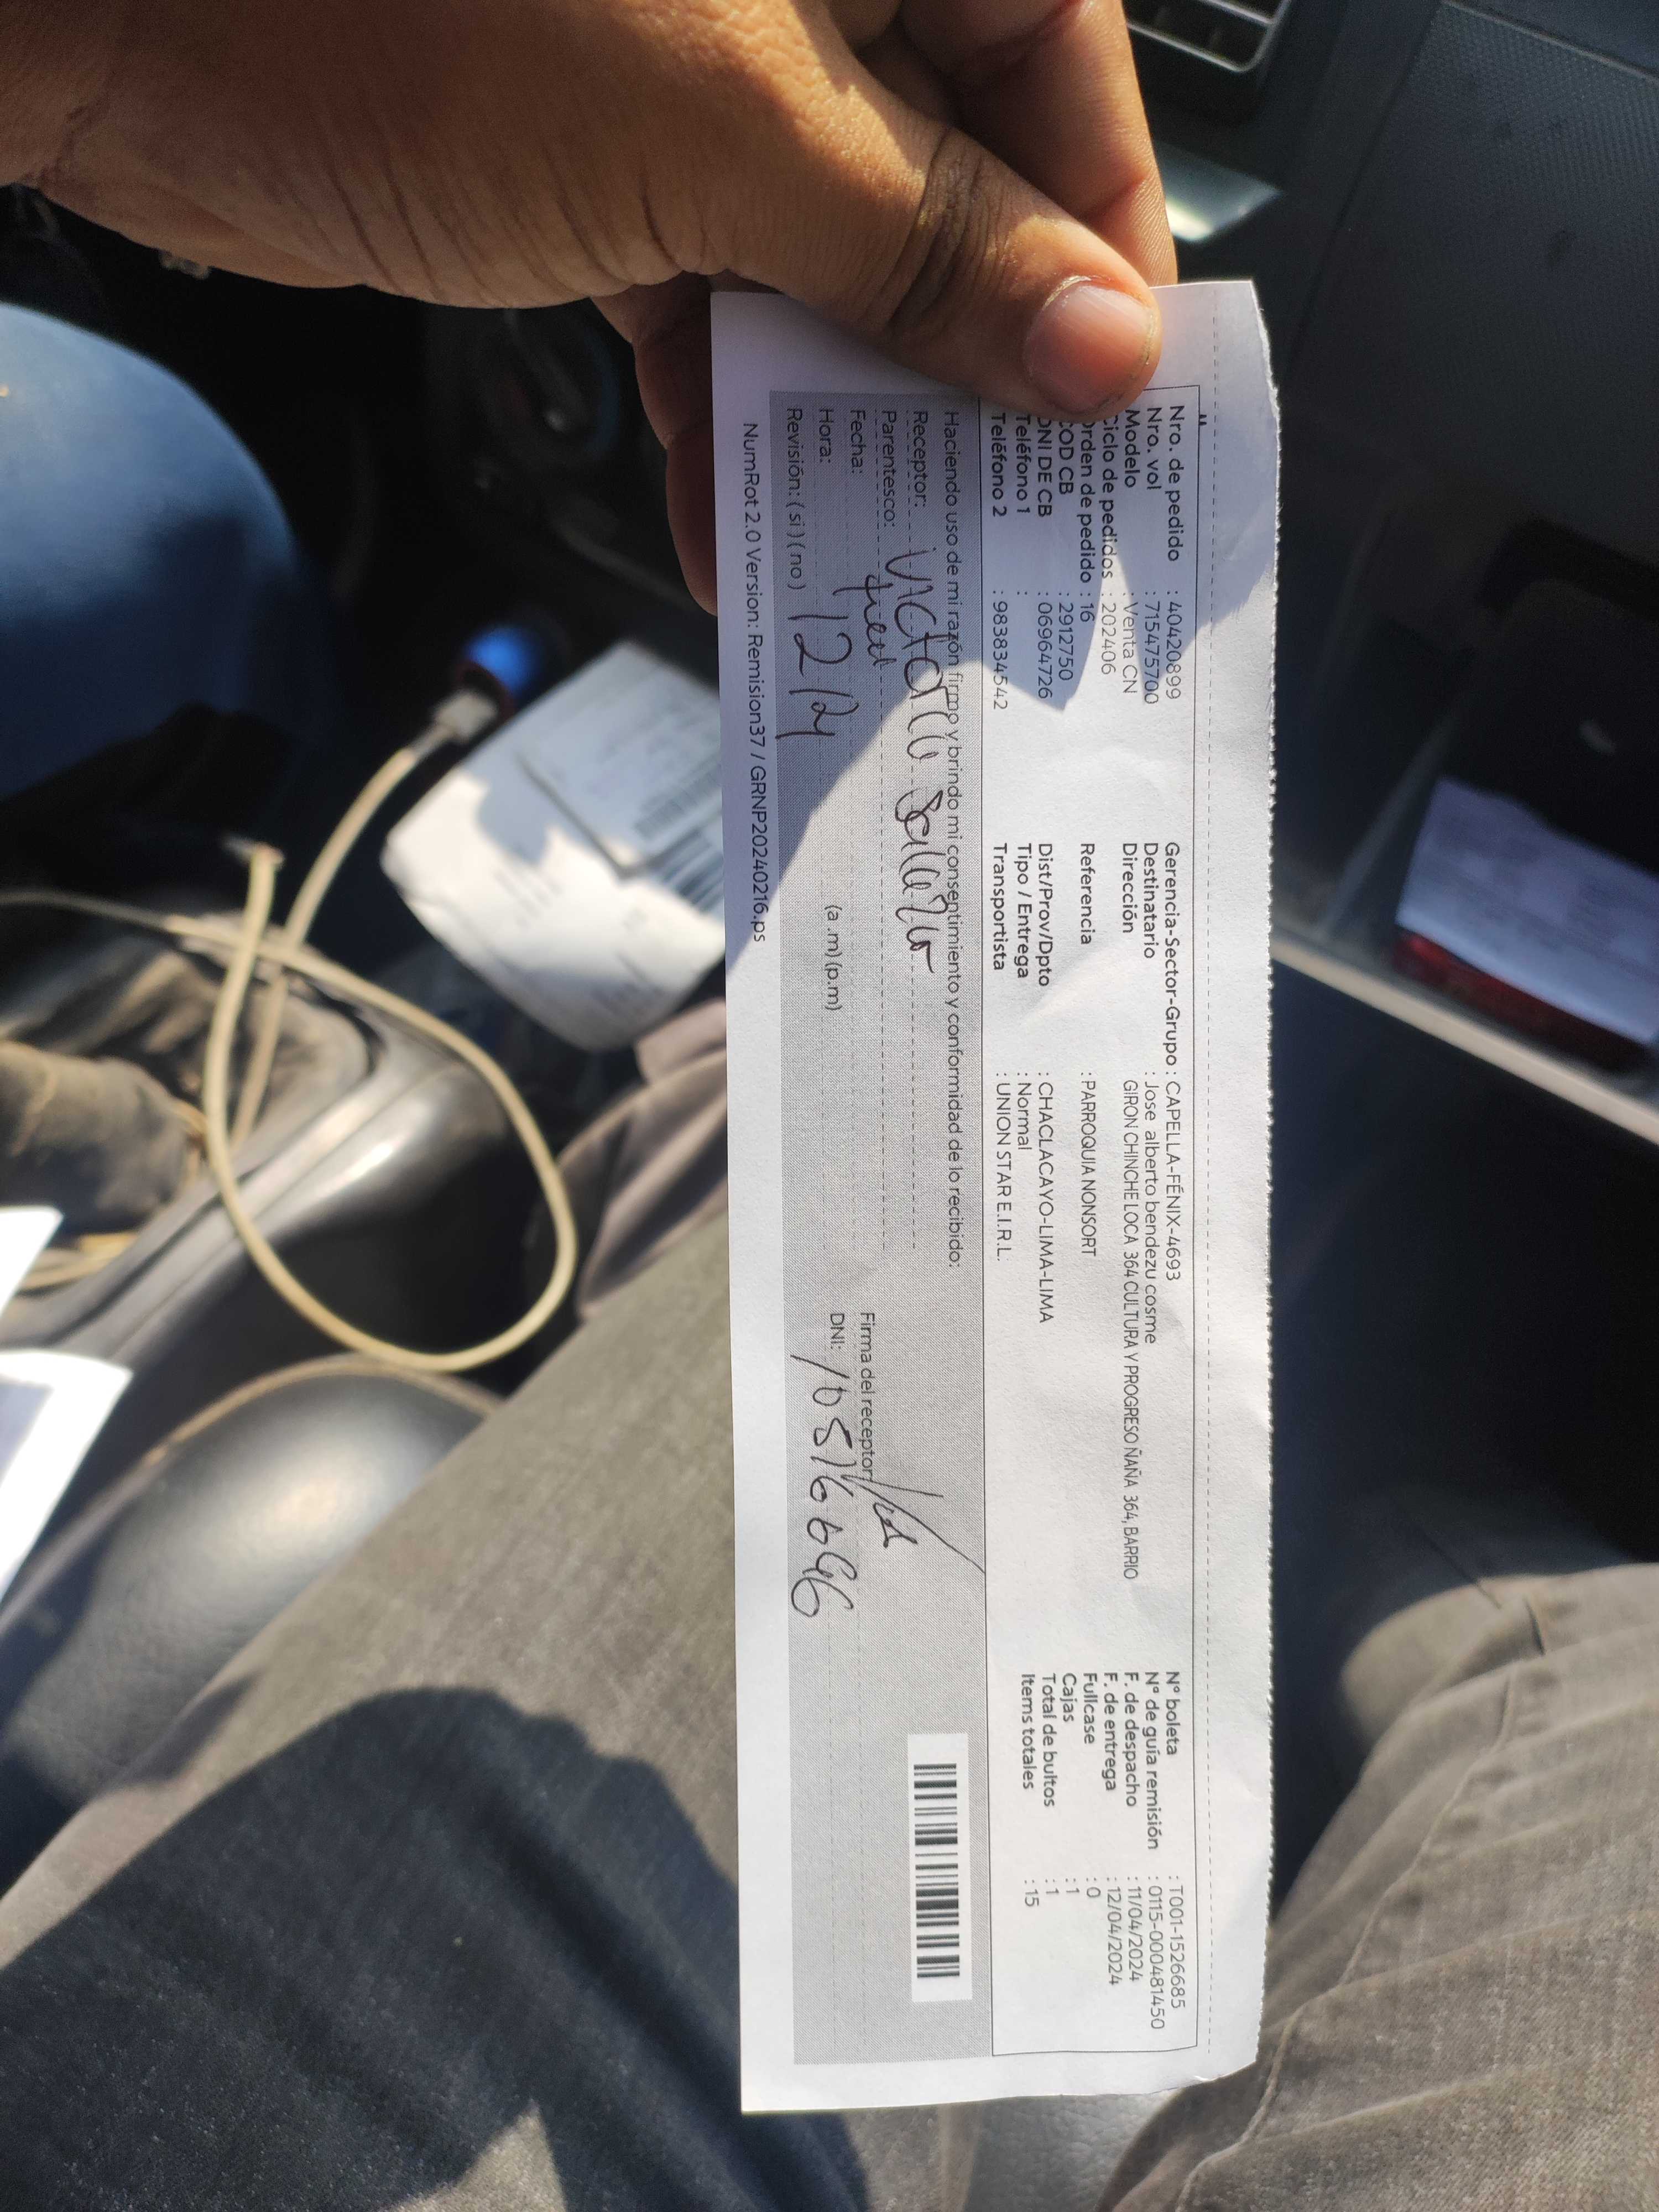 Nro. de pedido : 40420899
Nro. vol : 715475700
Modelo : Venta CN
Ciclo de pedidos : 202406
Orden de pedido : 16
COD CB : 2912750
DNI DE CB : 06964726
Teléfono 1 :
Teléfono 2 : 983834542
Gerencia-Sector-Grupo : CAPELLA-FÉNIX-4693
Destinatario : Jose alberto bendezu cosme
Dirección GIRON CHINCHE LOCA 364 CULTURA Y PROGRESO ÑAÑA 364, BARRIO
Referencia : PARROQUIA NONSORT
Dist/Prov/Dpto : CHACLACAYO-LIMA-LIMA
Tipo / Entrega : Normal
Transportista : UNION STAR E.I.R.L.
N° boleta : T001-1526685
N° de guía remisión : 0115-000481450
F. de despacho : 11/04/2024
F. de entrega : 12/04/2024
Fullcase : 0
Cajas : 1
Total de bultos : 1
Items totales : 15
Haciendo uso de mi razón firmo y brindo mi consentimiento y conformidad de lo recibido:
Receptor:
Parentesco:
Fecha:
Hora: 12/4 (a.m) (p.m)
Revisión: ( si ) ( no )
Firma del receptor
DNI: 10516696
NumRot 2.0 Version: Remision37 / GRNP20240216.ps